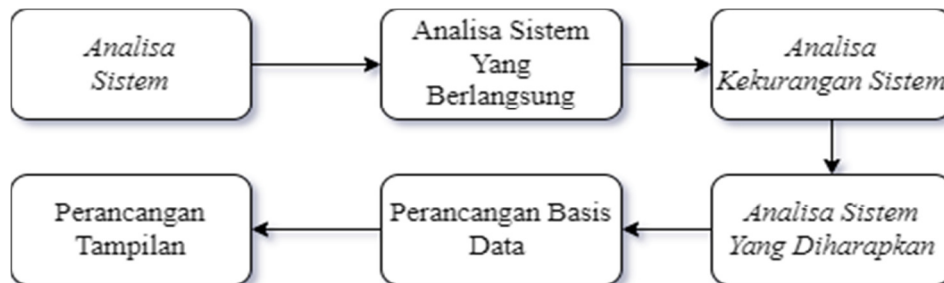 Analisa
Sistem
Analisa Sistem
Yang
Berlangsung
Analisa
Kekurangan Sistem
Analisa Sistem
Yang Diharapkan
Perancangan Basis
Data
Perancangan
Tampilan